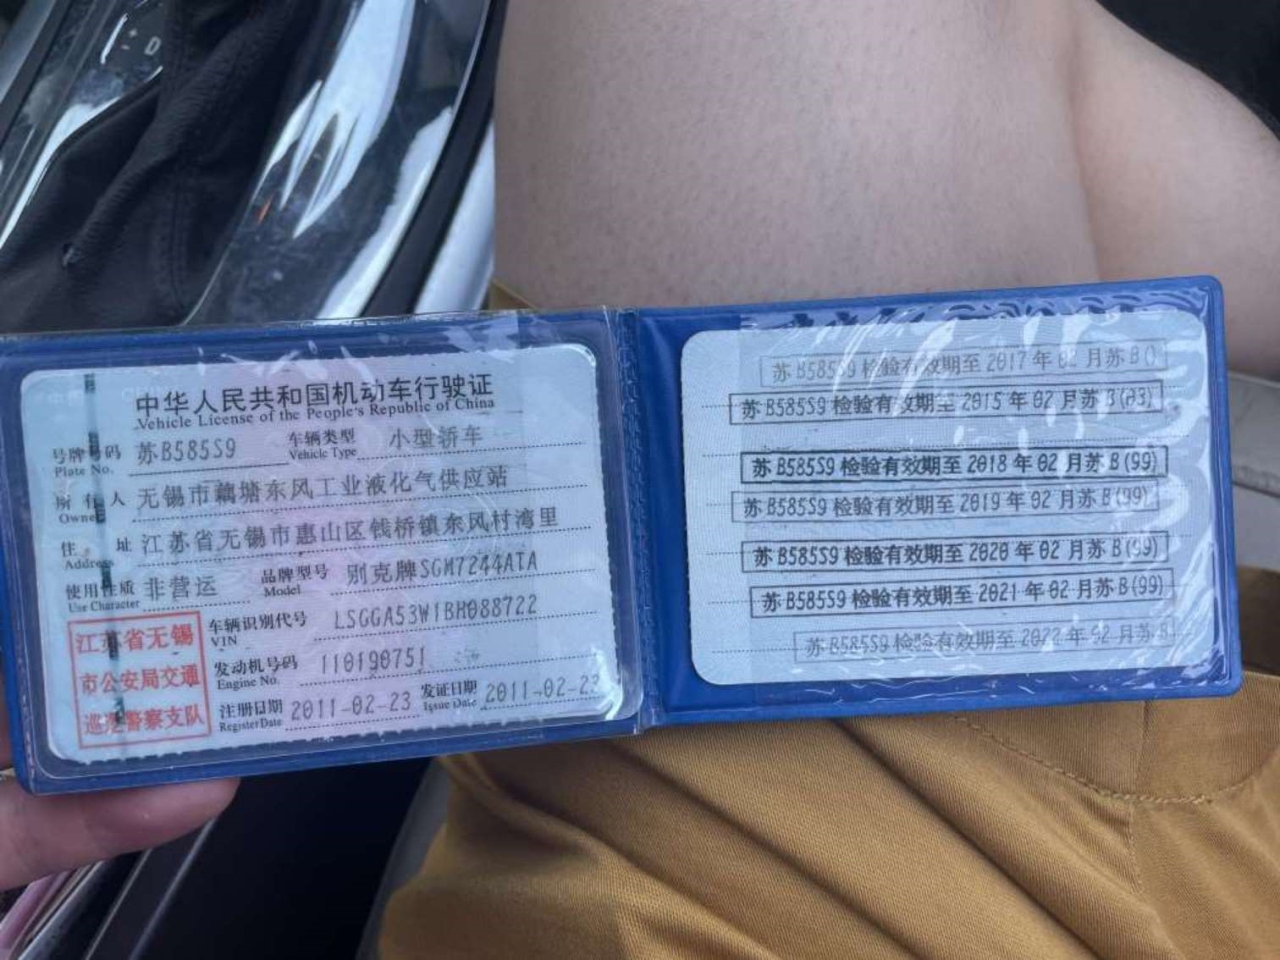 中华人民共和国机动车行驶证
Vehicle License of the People's Republic of China
号牌号码 苏B585S9 车辆类型 小型轿车
Plate No. Vehicle Type
所有人 无锡市藕塘东风工业液化气供应站
Owner
住址 江苏省无锡市惠山区钱桥镇东风村湾里
Address
使用性质 非营运 品牌型号 别克牌SGM7244ATA
Use Character Model
车辆识别代号 LSGGA53W1BH088722
VIN
发动机号码 110190751
Engine No.
注册日期 2011-02-23 发证日期 2011-02-23
Register Date Issue Date
江苏省无锡
市公安局交通
巡逻警察支队
苏B585S9 检验有效期至 2017 年 02 月苏B()
苏B585S9 检验有效期至 2015 年 02 月苏B(03)
苏B585S9 检验有效期至 2018 年 02 月苏B(99)
苏B585S9 检验有效期至 2019 年 02 月苏B(99)
苏B585S9 检验有效期至 2020 年 02 月苏B(99)
苏B585S9 检验有效期至 2021 年 02 月苏B(99)
苏B585S9 检验有效期至 2022 年 02 月苏B
D